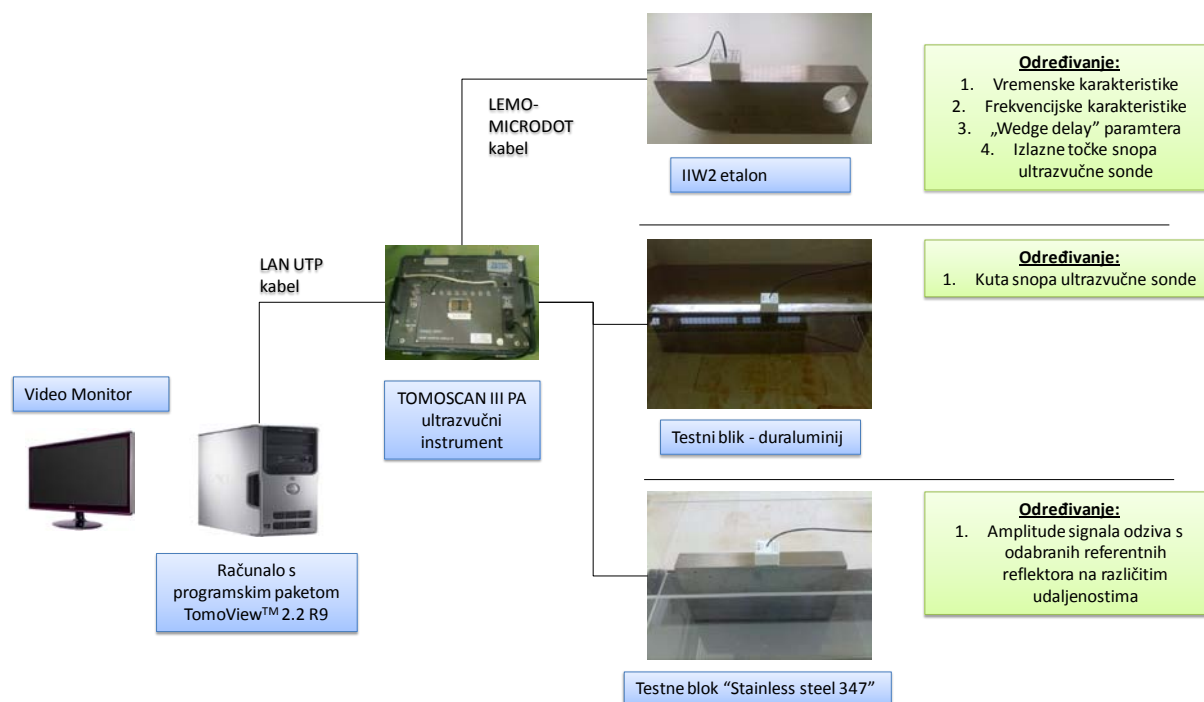 LEMO-
MICRODOT
kabel
IIW2 etalon
Određivanje:
1. Vremenske karakteristike
2. Frekvencijske karakteristike
3. „Wedge delay” paramtera
4. Izlazne točke snopa
ultrazvučne sonde
LAN UTP
kabel
TOMOSCAN III PA
ultrazvučni
instrument
Testni blik - duraluminij
Određivanje:
1. Kuta snopa ultrazvučne sonde
Video Monitor
Računalo s
programskim paketom
TomoView™ 2.2 R9
Testne blok “Stainless steel 347”
Određivanje:
1. Amplitude signala odziva s
odabranih referentnih
reflektora na različitim
udaljenostima